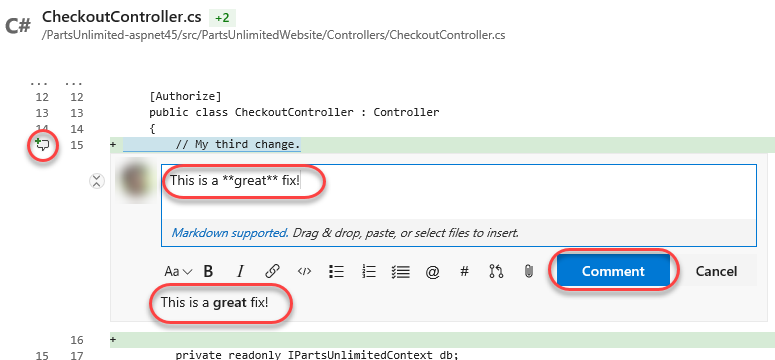 C# CheckoutController.cs +2
/PartsUnlimited-aspnet45/src/PartsUnlimitedWebsite/Controllers/CheckoutController.cs
... ...
12 12 [Authorize]
13 13 public class CheckoutController : Controller
14 14 {
15 + // My third change.
This is a **great** fix!
Markdown supported. Drag & drop, paste, or select files to insert.
Aa B I </> @ # Comment Cancel
This is a great fix!
16 +
15 17 private readonly IPartsUnlimitedContext db;